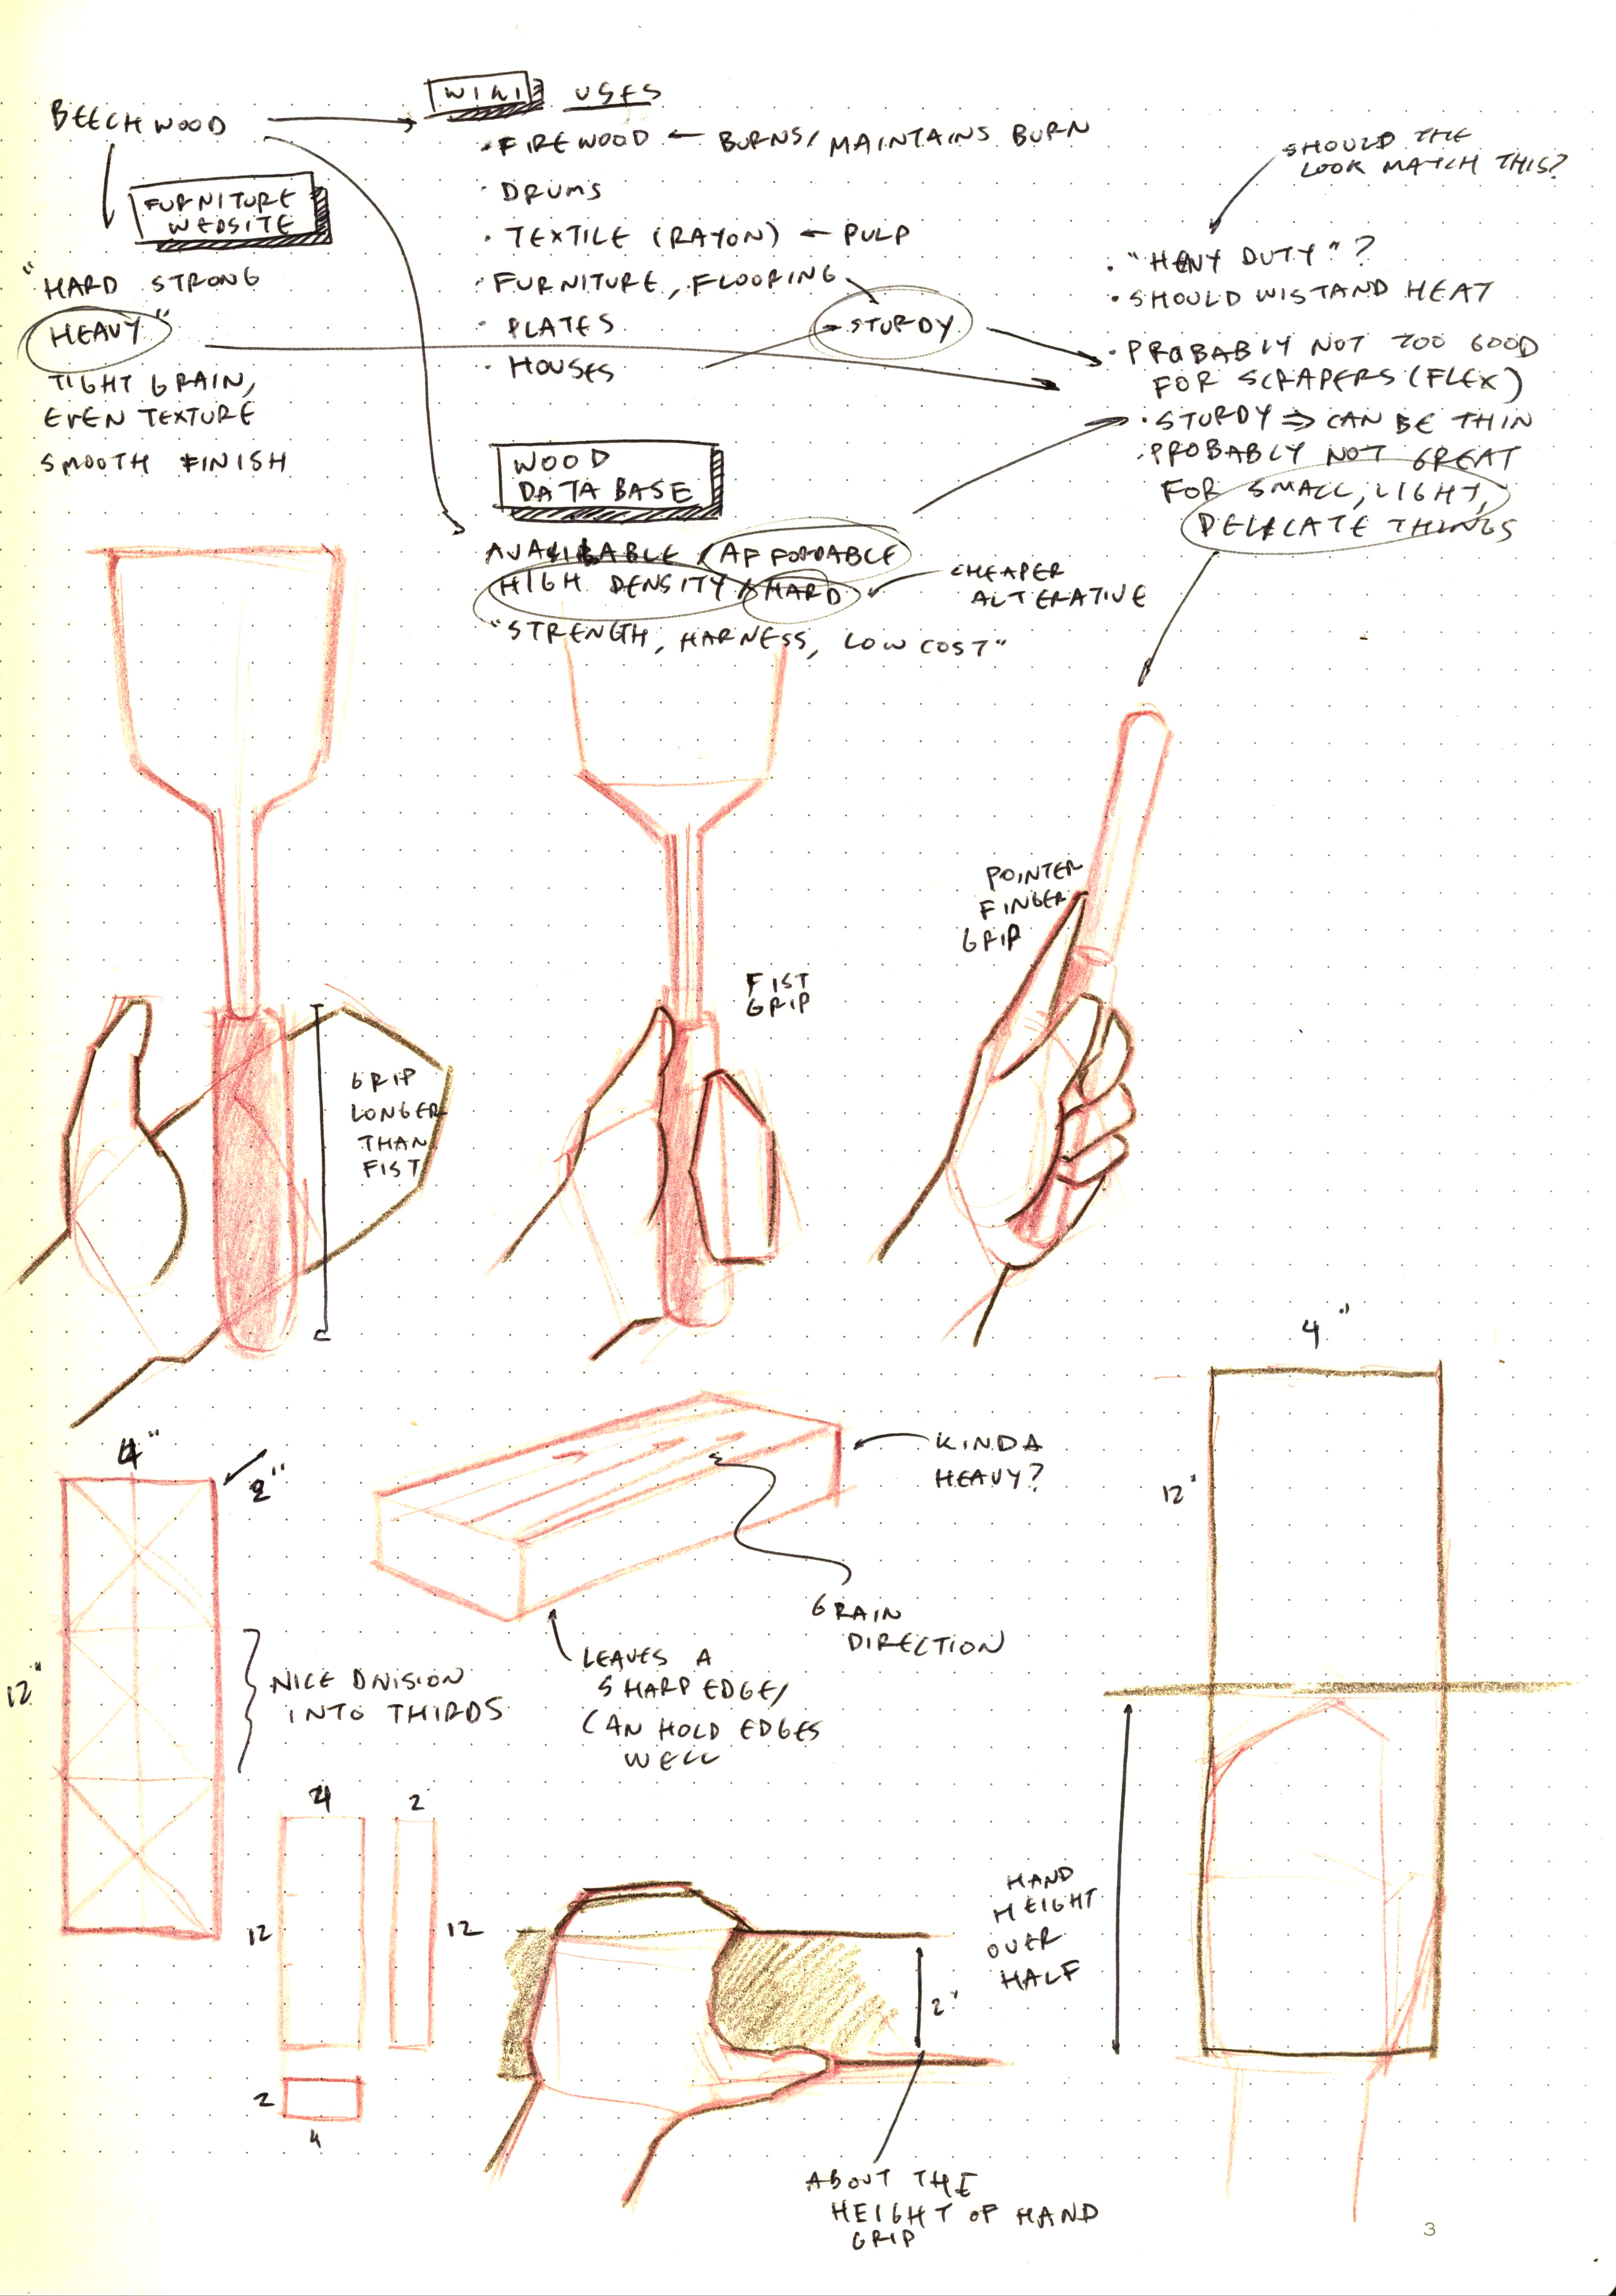 BEECHWOOD
FURNITURE
WEBSITE
"HARD STRONG
HEAVY"
TIGHT GRAIN,
EVEN TEXTURE
SMOOTH FINISH
WIKI USES
· FIREWOOD ← BURNS/MAINTAINS BURN
· DRUMS
· TEXTILE (RAYON) ← PULP
· FURNITURE, FLOORING
· PLATES
· HOUSES
STURDY
SHOULD THE
LOOK MATCH THIS?
· "HEAVY DUTY"?
· SHOULD WISTAND HEAT
· PROBABLY NOT TOO GOOD
FOR SCRAPERS (FLEX)
· STURDY ⇒ CAN BE THIN
· PROBABLY NOT GREAT
FOR SMALL, LIGHT,
DELICATE THINGS
WOOD
DATABASE
AVAILABLE / AFFORDABLE
HIGH DENSITY / HARD
"STRENGTH, HARNESS, LOW COST"
CHEAPER
ALTERATIVE
GRIP
LONGER
THAN
FIST
FIST
GRIP
POINTER
FINGER
GRIP
4"
2"
12"
NICE DIVISION
INTO THIRDS
KINDA
HEAVY?
GRAIN
DIRECTION
LEAVES A
SHARP EDGE/
CAN HOLD EDGES
WELL
4"
12"
HAND
HEIGHT
OVER
HALF
4
2
12
12
2
4
2"
ABOUT THE
HEIGHT OF HAND
GRIP
3